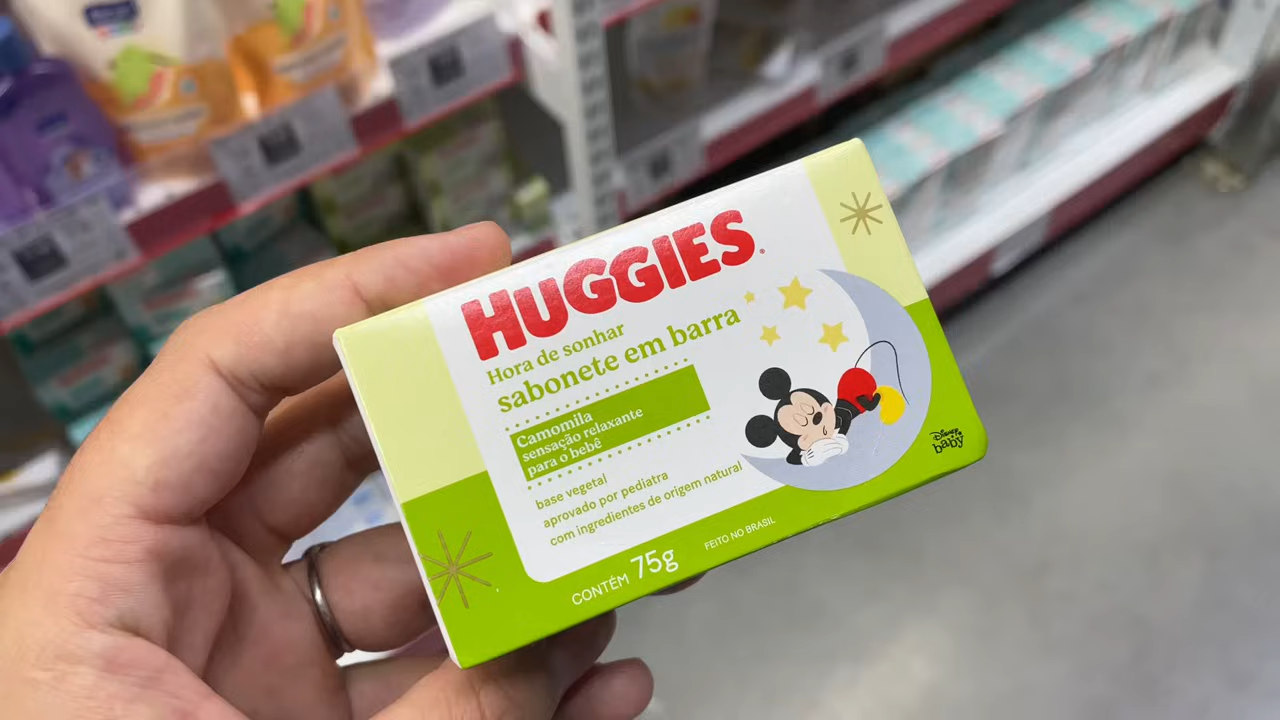 HUGGIES
Hora de sonhar
sabonete em barra
Camomila
sensação relaxante
para o bebê
base vegetal
aprovado por pediatra
com ingredientes de origem natural
CONTÉM 75g
FEITO NO BRASIL
Disney
baby